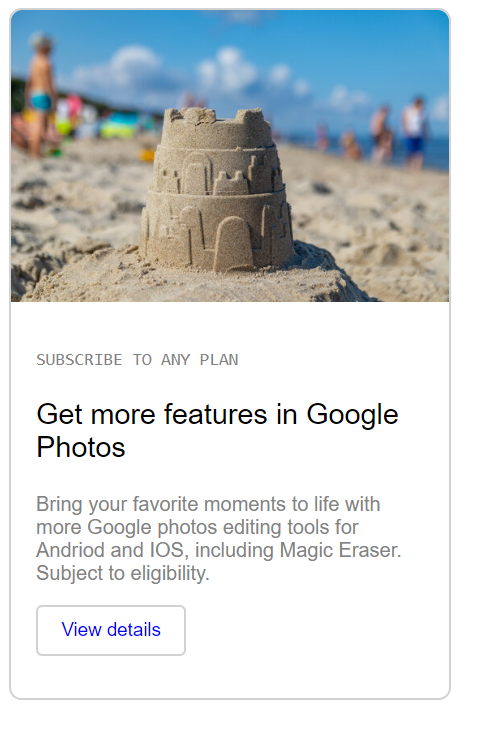 SUBSCRIBE TO ANY PLAN
Get more features in Google
Photos
Bring your favorite moments to life with
more Google photos editing tools for
Andriod and IOS, including Magic Eraser.
Subject to eligibility.
View details